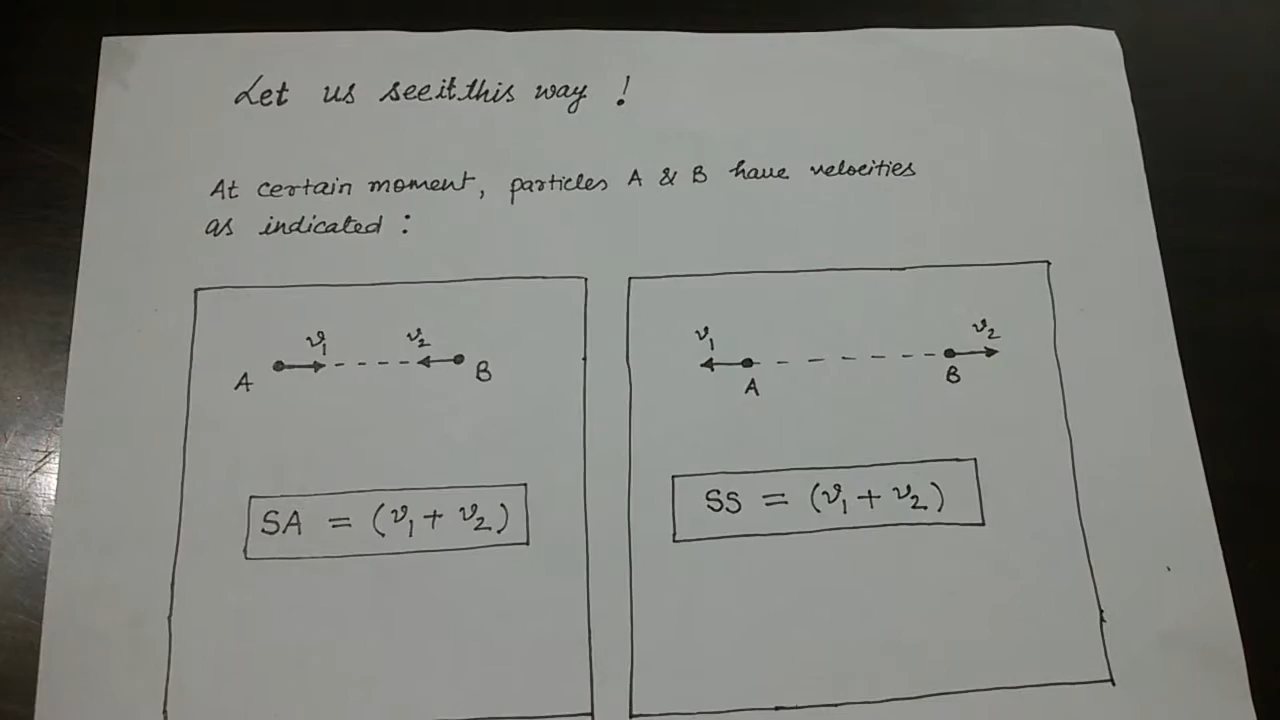 Let us see it this way !
At certain moment, particles A & B have velocities
as indicated :
v₁ v₂
A B
SA = (v₁ + v₂)
v₁ v₂
A B
SS = (v₁ + v₂)